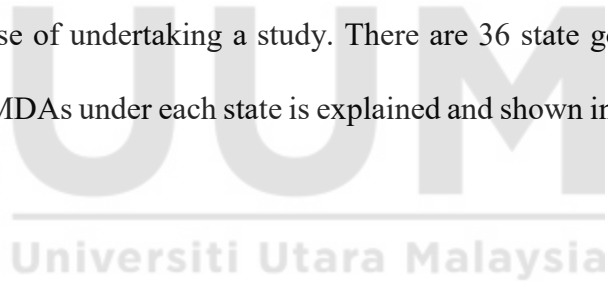 se of undertaking a study. There are 36 state g
MDAs under each state is explained and shown in
UUM
Universiti Utara Malaysia